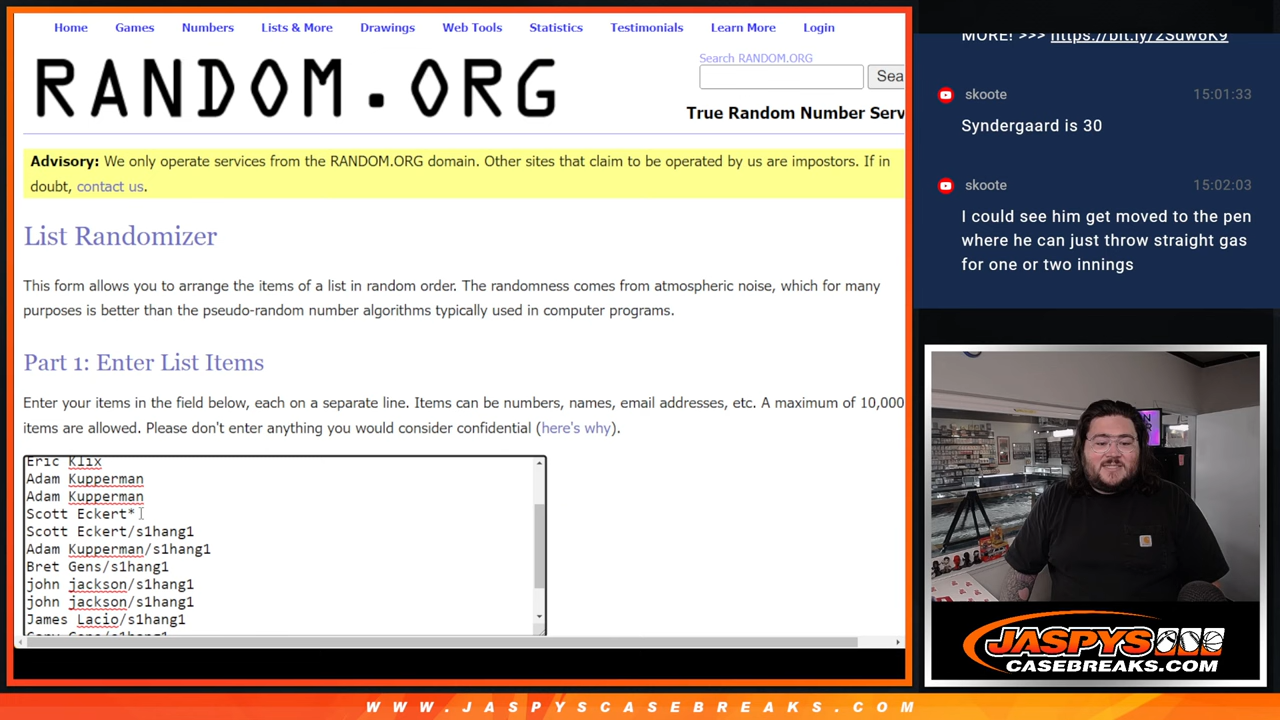 Home Games Numbers Lists & More Drawings Web Tools Statistics Testimonials Learn More Login
RANDOM.ORG
Search RANDOM.ORG
Sea
True Random Number Serv
Advisory: We only operate services from the RANDOM.ORG domain. Other sites that claim to be operated by us are impostors. If in
doubt, contact us.
List Randomizer
This form allows you to arrange the items of a list in random order. The randomness comes from atmospheric noise, which for many
purposes is better than the pseudo-random number algorithms typically used in computer programs.
Part 1: Enter List Items
Enter your items in the field below, each on a separate line. Items can be numbers, names, email addresses, etc. A maximum of 10,000
items are allowed. Please don't enter anything you would consider confidential (here's why).
Eric Klix
Adam Kupperman
Adam Kupperman
Scott Eckert*
Scott Eckert/s1hang1
Adam Kupperman/s1hang1
Bret Gens/s1hang1
john jackson/s1hang1
john jackson/s1hang1
James Lacio/s1hang1
MORE! >>> https://bit.ly/2Sdw6K9
skoote 15:01:33
Syndergaard is 30
skoote 15:02:03
I could see him get moved to the pen
where he can just throw straight gas
for one or two innings
JASPYS
CASEBREAKS.COM
WWW.JASPYSCASEBREAKS.COM